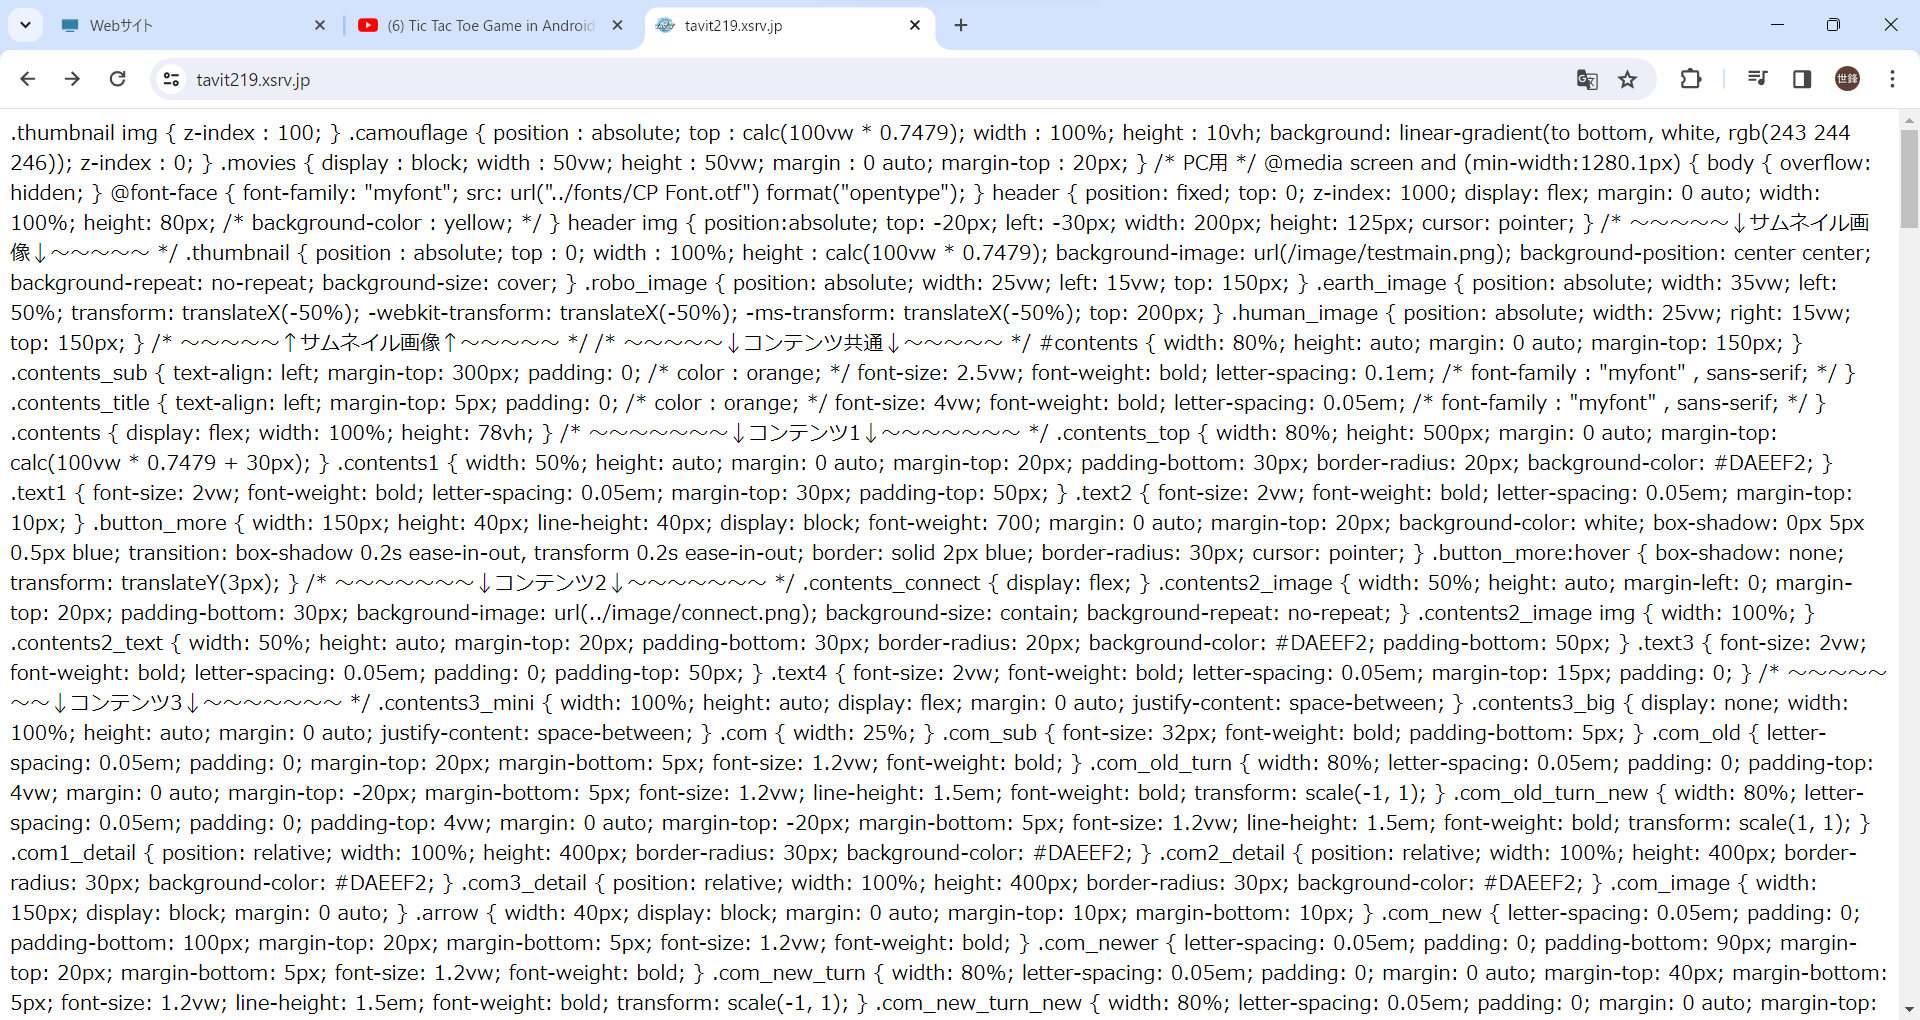 Webサイト
(6) Tic Tac Toe Game in Android
tavit219.xsrv.jp
tavit219.xsrv.jp
世鋒
.thumbnail img { z-index : 100; } .camouflage { position : absolute; top : calc(100vw * 0.7479); width : 100%; height : 10vh; background: linear-gradient(to bottom, white, rgb(243 244
246)); z-index : 0; } .movies { display : block; width : 50vw; height : 50vw; margin : 0 auto; margin-top : 20px; } /* PC用 */ @media screen and (min-width:1280.1px) { body { overflow:
hidden; } @font-face { font-family: "myfont"; src: url("../fonts/CP Font.otf") format("opentype"); } header { position: fixed; top: 0; z-index: 1000; display: flex; margin: 0 auto; width:
100%; height: 80px; /* background-color : yellow; */ } header img { position:absolute; top: -20px; left: -30px; width: 200px; height: 125px; cursor: pointer; } /* ～～～～～↓サムネイル画
像↓～～～～～ */ .thumbnail { position : absolute; top : 0; width : 100%; height : calc(100vw * 0.7479); background-image: url(/image/testmain.png); background-position: center center;
background-repeat: no-repeat; background-size: cover; } .robo_image { position: absolute; width: 25vw; left: 15vw; top: 150px; } .earth_image { position: absolute; width: 35vw; left:
50%; transform: translateX(-50%); -webkit-transform: translateX(-50%); -ms-transform: translateX(-50%); top: 200px; } .human_image { position: absolute; width: 25vw; right: 15vw;
top: 150px; } /* ～～～～～↑サムネイル画像↑～～～～～ */ /* ～～～～～↓コンテンツ共通↓～～～～～ */ #contents { width: 80%; height: auto; margin: 0 auto; margin-top: 150px; }
.contents_sub { text-align: left; margin-top: 300px; padding: 0; /* color : orange; */ font-size: 2.5vw; font-weight: bold; letter-spacing: 0.1em; /* font-family : "myfont" , sans-serif; */ }
.contents_title { text-align: left; margin-top: 5px; padding: 0; /* color : orange; */ font-size: 4vw; font-weight: bold; letter-spacing: 0.05em; /* font-family : "myfont" , sans-serif; */ }
.contents { display: flex; width: 100%; height: 78vh; } /* ～～～～～～～↓コンテンツ1↓～～～～～～～ */ .contents_top { width: 80%; height: 500px; margin: 0 auto; margin-top:
calc(100vw * 0.7479 + 30px); } .contents1 { width: 50%; height: auto; margin: 0 auto; margin-top: 20px; padding-bottom: 30px; border-radius: 20px; background-color: #DAEEF2; }
.text1 { font-size: 2vw; font-weight: bold; letter-spacing: 0.05em; margin-top: 30px; padding-top: 50px; } .text2 { font-size: 2vw; font-weight: bold; letter-spacing: 0.05em; margin-top:
10px; } .button_more { width: 150px; height: 40px; line-height: 40px; display: block; font-weight: 700; margin: 0 auto; margin-top: 20px; background-color: white; box-shadow: 0px 5px
0.5px blue; transition: box-shadow 0.2s ease-in-out, transform 0.2s ease-in-out; border: solid 2px blue; border-radius: 30px; cursor: pointer; } .button_more:hover { box-shadow: none;
transform: translateY(3px); } /* ～～～～～～～↓コンテンツ2↓～～～～～～～ */ .contents_connect { display: flex; } .contents2_image { width: 50%; height: auto; margin-left: 0; margin-
top: 20px; padding-bottom: 30px; background-image: url(../image/connect.png); background-size: contain; background-repeat: no-repeat; } .contents2_image img { width: 100%; }
.contents2_text { width: 50%; height: auto; margin-top: 20px; padding-bottom: 30px; border-radius: 20px; background-color: #DAEEF2; padding-bottom: 50px; } .text3 { font-size: 2vw;
font-weight: bold; letter-spacing: 0.05em; padding: 0; padding-top: 50px; } .text4 { font-size: 2vw; font-weight: bold; letter-spacing: 0.05em; margin-top: 15px; padding: 0; } /* ～～～～～
～～↓コンテンツ3↓～～～～～～～ */ .contents3_mini { width: 100%; height: auto; display: flex; margin: 0 auto; justify-content: space-between; } .contents3_big { display: none; width:
100%; height: auto; margin: 0 auto; justify-content: space-between; } .com { width: 25%; } .com_sub { font-size: 32px; font-weight: bold; padding-bottom: 5px; } .com_old { letter-
spacing: 0.05em; padding: 0; margin-top: 20px; margin-bottom: 5px; font-size: 1.2vw; font-weight: bold; } .com_old_turn { width: 80%; letter-spacing: 0.05em; padding: 0; padding-top:
4vw; margin: 0 auto; margin-top: -20px; margin-bottom: 5px; font-size: 1.2vw; line-height: 1.5em; font-weight: bold; transform: scale(-1, 1); } .com_old_turn_new { width: 80%; letter-
spacing: 0.05em; padding: 0; padding-top: 4vw; margin: 0 auto; margin-top: -20px; margin-bottom: 5px; font-size: 1.2vw; line-height: 1.5em; font-weight: bold; transform: scale(1, 1); }
.com1_detail { position: relative; width: 100%; height: 400px; border-radius: 30px; background-color: #DAEEF2; } .com2_detail { position: relative; width: 100%; height: 400px; border-
radius: 30px; background-color: #DAEEF2; } .com3_detail { position: relative; width: 100%; height: 400px; border-radius: 30px; background-color: #DAEEF2; } .com_image { width:
150px; display: block; margin: 0 auto; } .arrow { width: 40px; display: block; margin: 0 auto; margin-top: 10px; margin-bottom: 10px; } .com_new { letter-spacing: 0.05em; padding: 0;
padding-bottom: 100px; margin-top: 20px; margin-bottom: 5px; font-size: 1.2vw; font-weight: bold; } .com_newer { letter-spacing: 0.05em; padding: 0; padding-bottom: 90px; margin-
top: 20px; margin-bottom: 5px; font-size: 1.2vw; font-weight: bold; } .com_new_turn { width: 80%; letter-spacing: 0.05em; padding: 0; margin: 0 auto; margin-top: 40px; margin-bottom:
5px; font-size: 1.2vw; line-height: 1.5em; font-weight: bold; transform: scale(-1, 1); } .com_new_turn_new { width: 80%; letter-spacing: 0.05em; padding: 0; margin: 0 auto; margin-top: